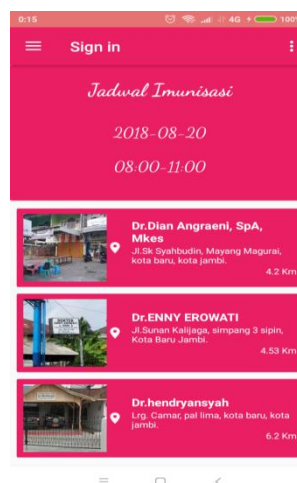 0:15
4G
100%
Sign in
Jadwal Imunisasi
2018-08-20
08:00-11:00
Dr.Dian Angraeni, SpA,
Mkes
Jl.Sk Syahbudin, Mayang Magurai,
kota baru, kota jambi.
4.2 Km
Dr.ENNY EROWATI
Jl.Sunan Kalijaga, simpang 3 sipin,
Kota Baru Jambi.
4.53 Km
Dr.hendryansyah
Lrg. Camar, pal lima, kota baru, kota
jambi.
6.2 Km